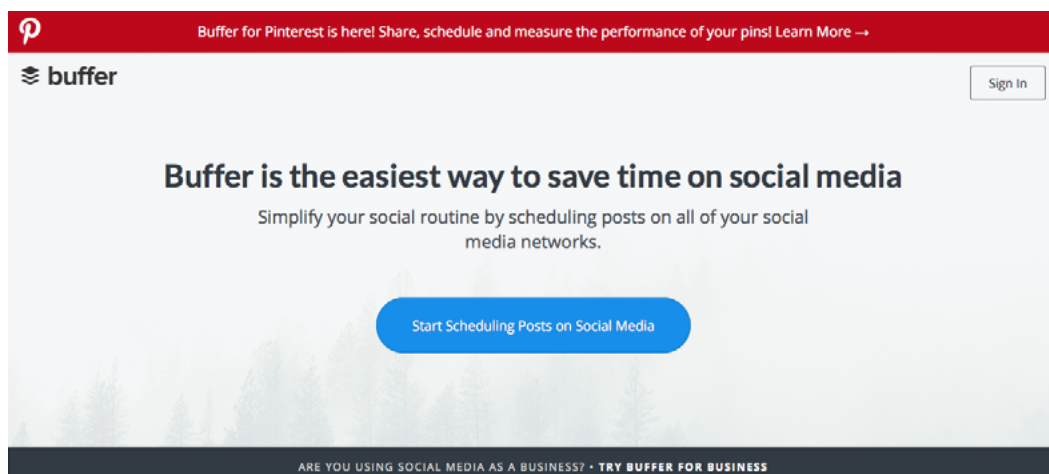 Buffer for Pinterest is here! Share, schedule and measure the performance of your pins! Learn More →
buffer
Sign In
Buffer is the easiest way to save time on social media
Simplify your social routine by scheduling posts on all of your social
media networks.
Start Scheduling Posts on Social Media
ARE YOU USING SOCIAL MEDIA AS A BUSINESS? • TRY BUFFER FOR BUSINESS